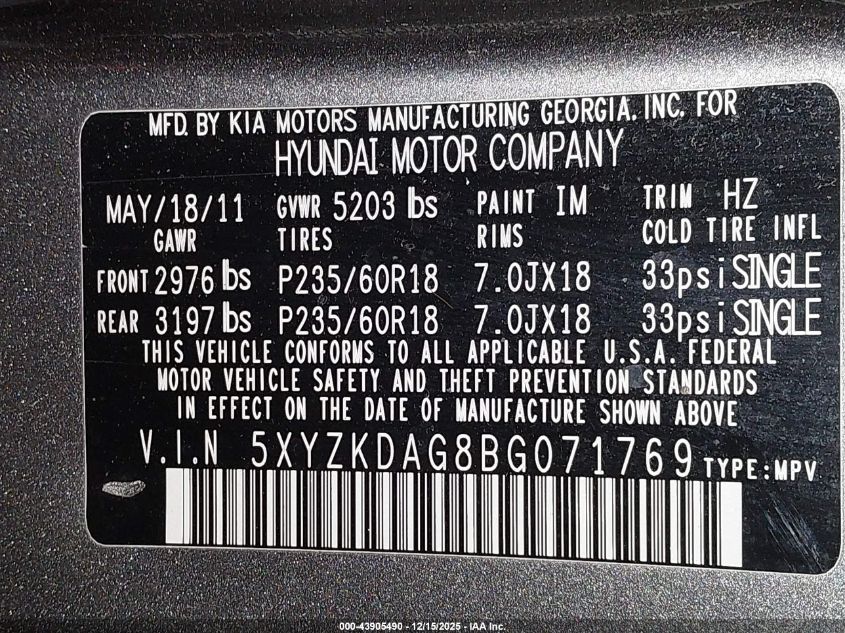 MFD. BY KIA MOTORS MANUFACTURING GEORGIA, INC. FOR
HYUNDAI MOTOR COMPANY
MAY/18/11 GVWR 5203 lbs PAINT IM TRIM HZ
GAWR TIRES RIMS COLD TIRE INFL
FRONT 2976 lbs P235/60R18 7.0JX18 33psi SINGLE
REAR 3197 lbs P235/60R18 7.0JX18 33psi SINGLE
THIS VEHICLE CONFORMS TO ALL APPLICABLE U.S.A. FEDERAL
MOTOR VEHICLE SAFETY AND THEFT PREVENTION STANDARDS
IN EFFECT ON THE DATE OF MANUFACTURE SHOWN ABOVE
V.I.N 5XYZKDAG8BG071769 TYPE:MPV
000-43905490 - 12/15/2025 - IAA Inc.